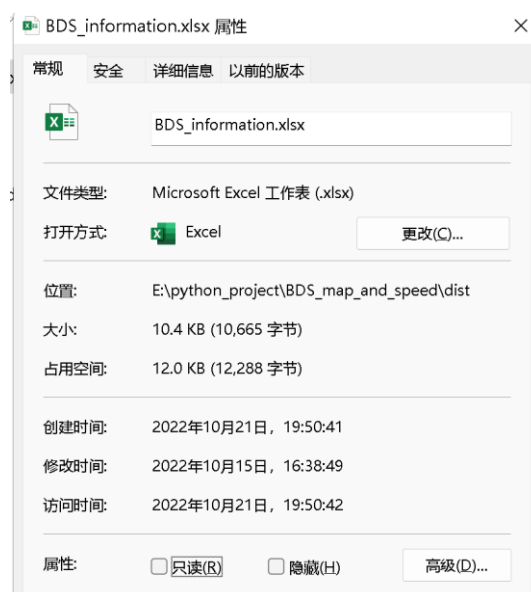 BDS_information.xlsx 属性
常规 安全 详细信息 以前的版本
BDS_information.xlsx
文件类型: Microsoft Excel 工作表 (.xlsx)
打开方式: Excel 更改(C)...
位置: E:\python_project\BDS_map_and_speed\dist
大小: 10.4 KB (10,665 字节)
占用空间: 12.0 KB (12,288 字节)
创建时间: 2022年10月21日，19:50:41
修改时间: 2022年10月15日，16:38:49
访问时间: 2022年10月21日，19:50:42
属性: 只读(R) 隐藏(H) 高级(D)...